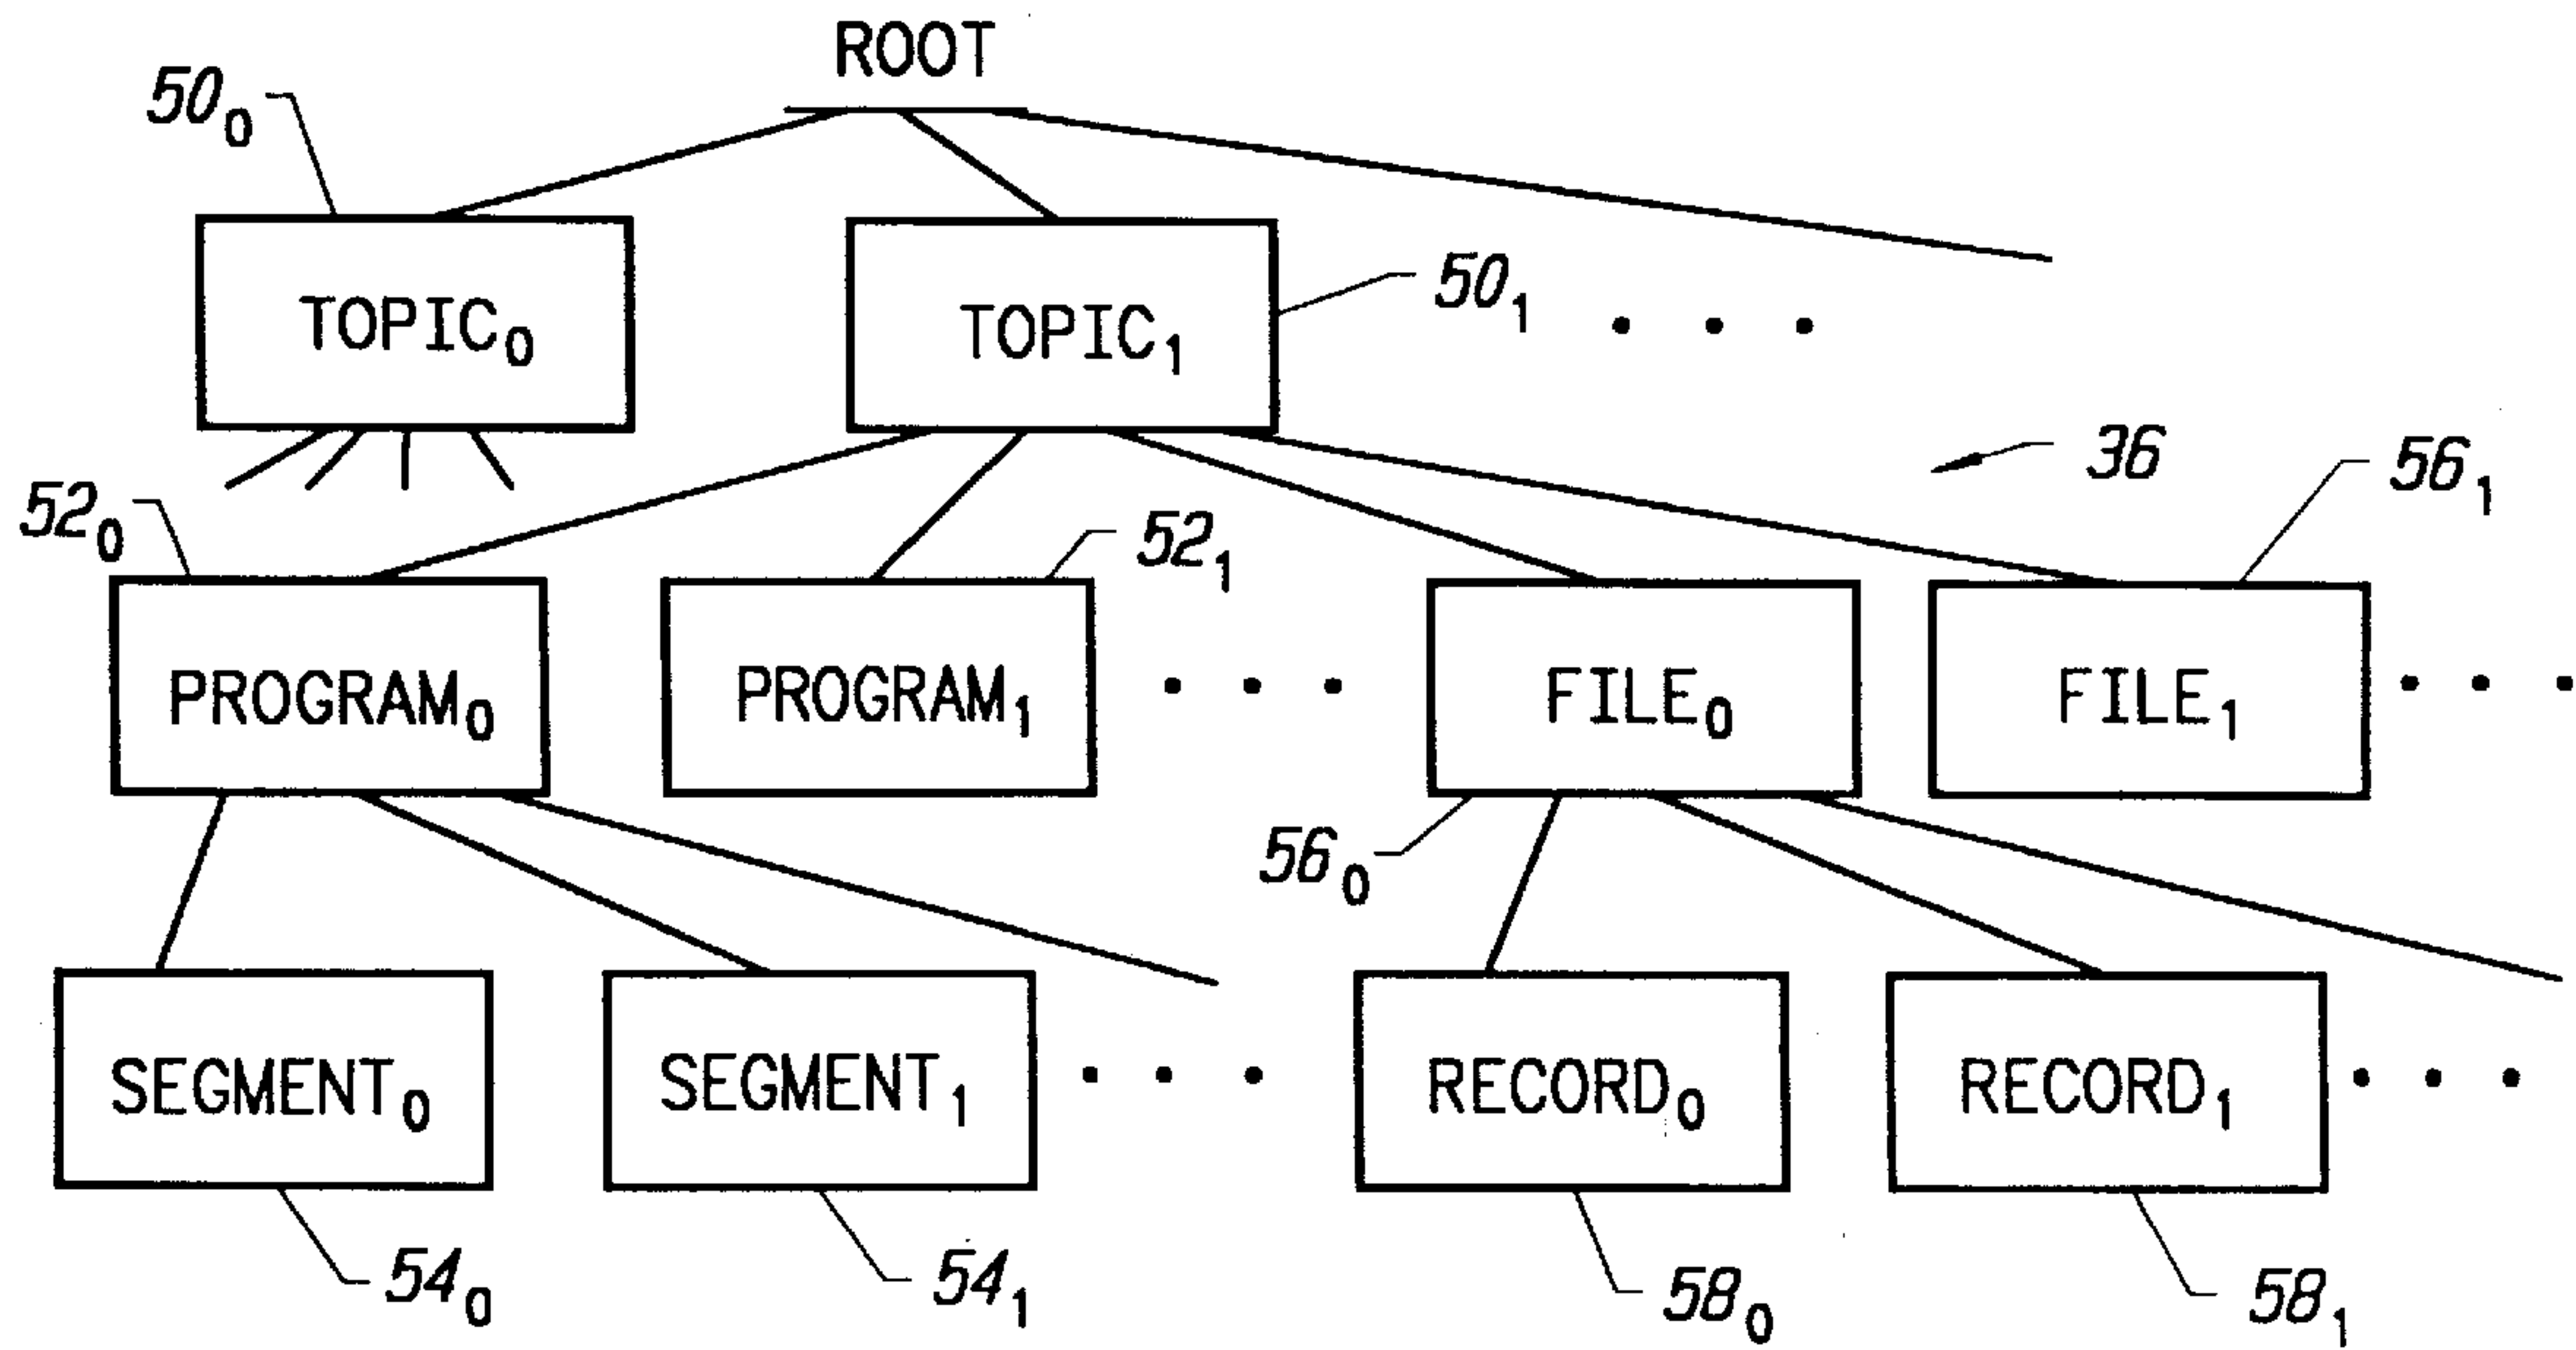 ROOT
50₀
TOPIC₀
TOPIC₁
50₁
• • •
36
56₁
52₀
52₁
PROGRAM₀
PROGRAM₁
• • •
FILE₀
FILE₁
• • •
56₀
SEGMENT₀
SEGMENT₁
• • •
RECORD₀
RECORD₁
• • •
54₀
54₁
58₀
58₁